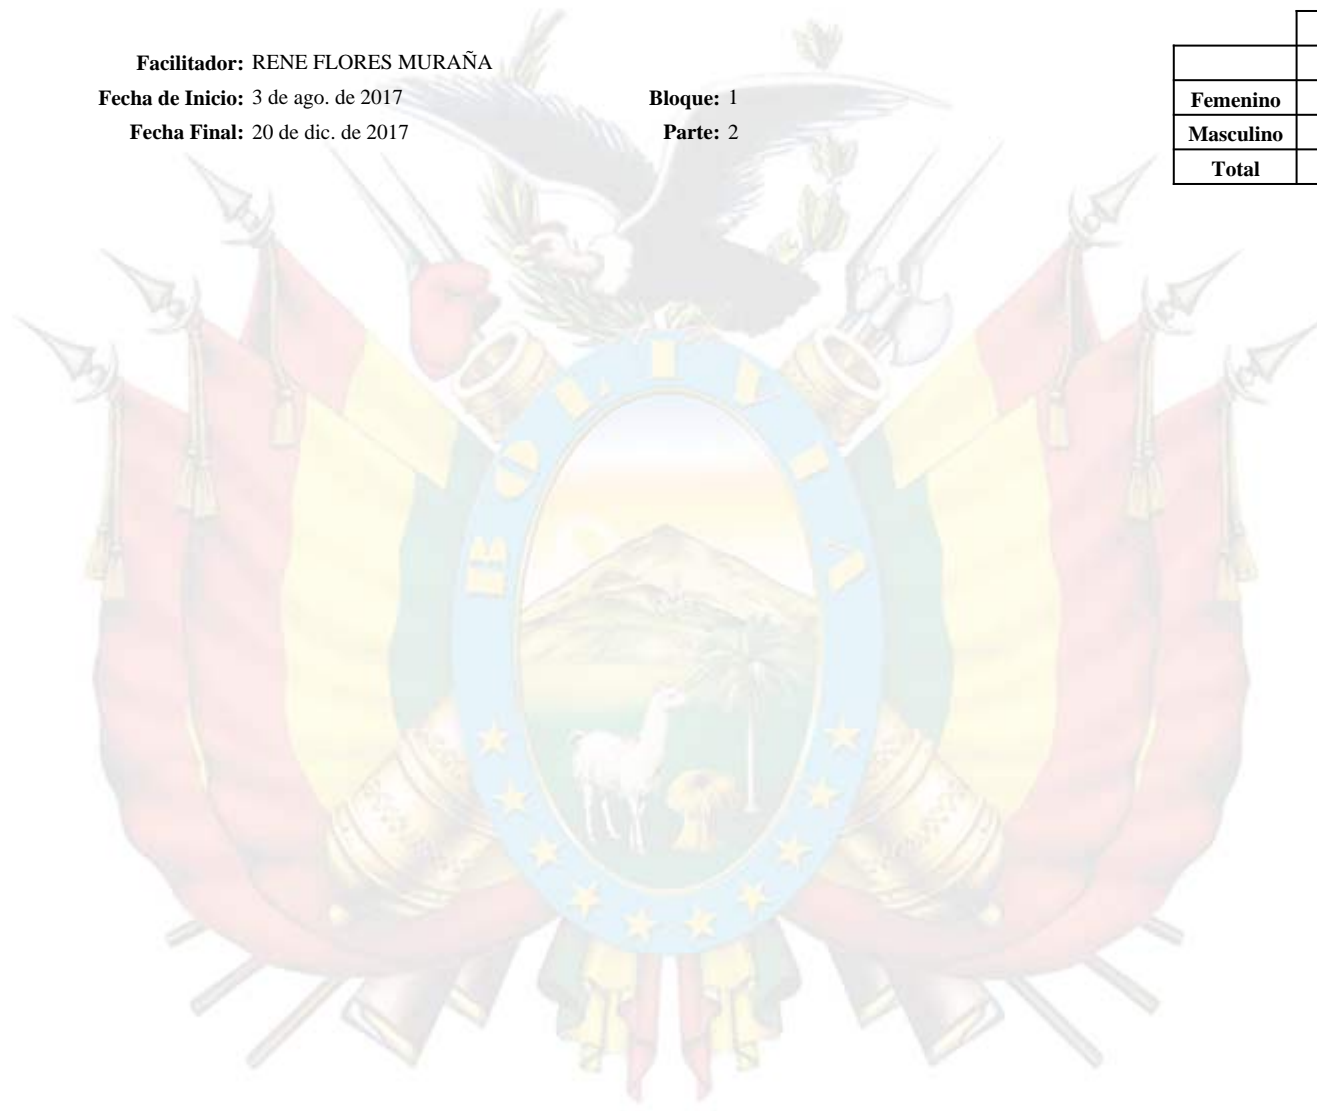 Facilitador: RENE FLORES MURAÑA
Fecha de Inicio: 3 de ago. de 2017 Bloque: 1
Fecha Final: 20 de dic. de 2017 Parte: 2
Femenino
Masculino
Total
BOLIVIA